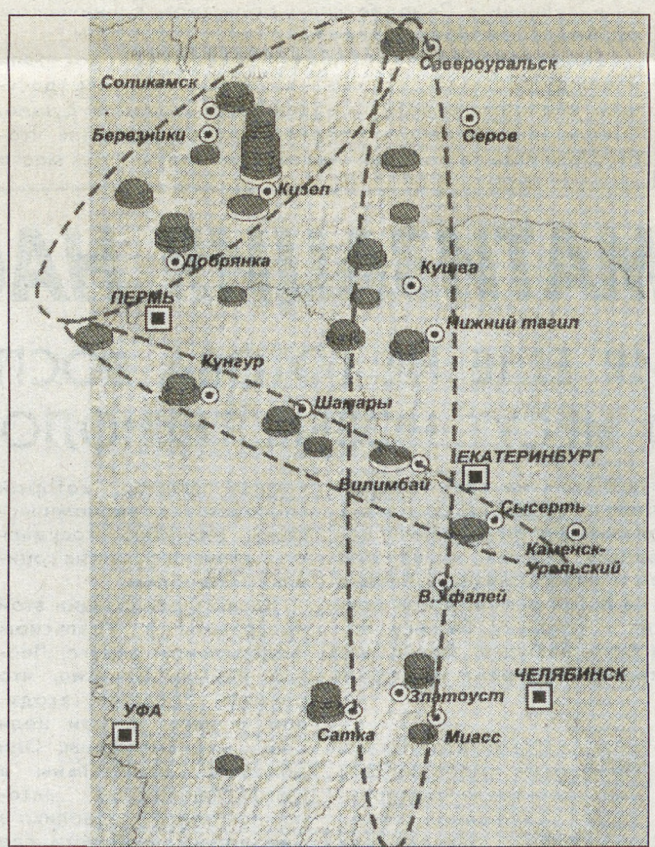 Североуральск
Соликамск
Березники
Серов
Кизел
Добрянка
Кушва
ПЕРМЬ
Нижний тагил
Кунгур
Шамары
ЕКАТЕРИНБУРГ
Вилимбай
Сысерть
Каменск-
Уральский
В.Уфалей
ЧЕЛЯБИНСК
Златоуст
УФА
Сатка
Миасс